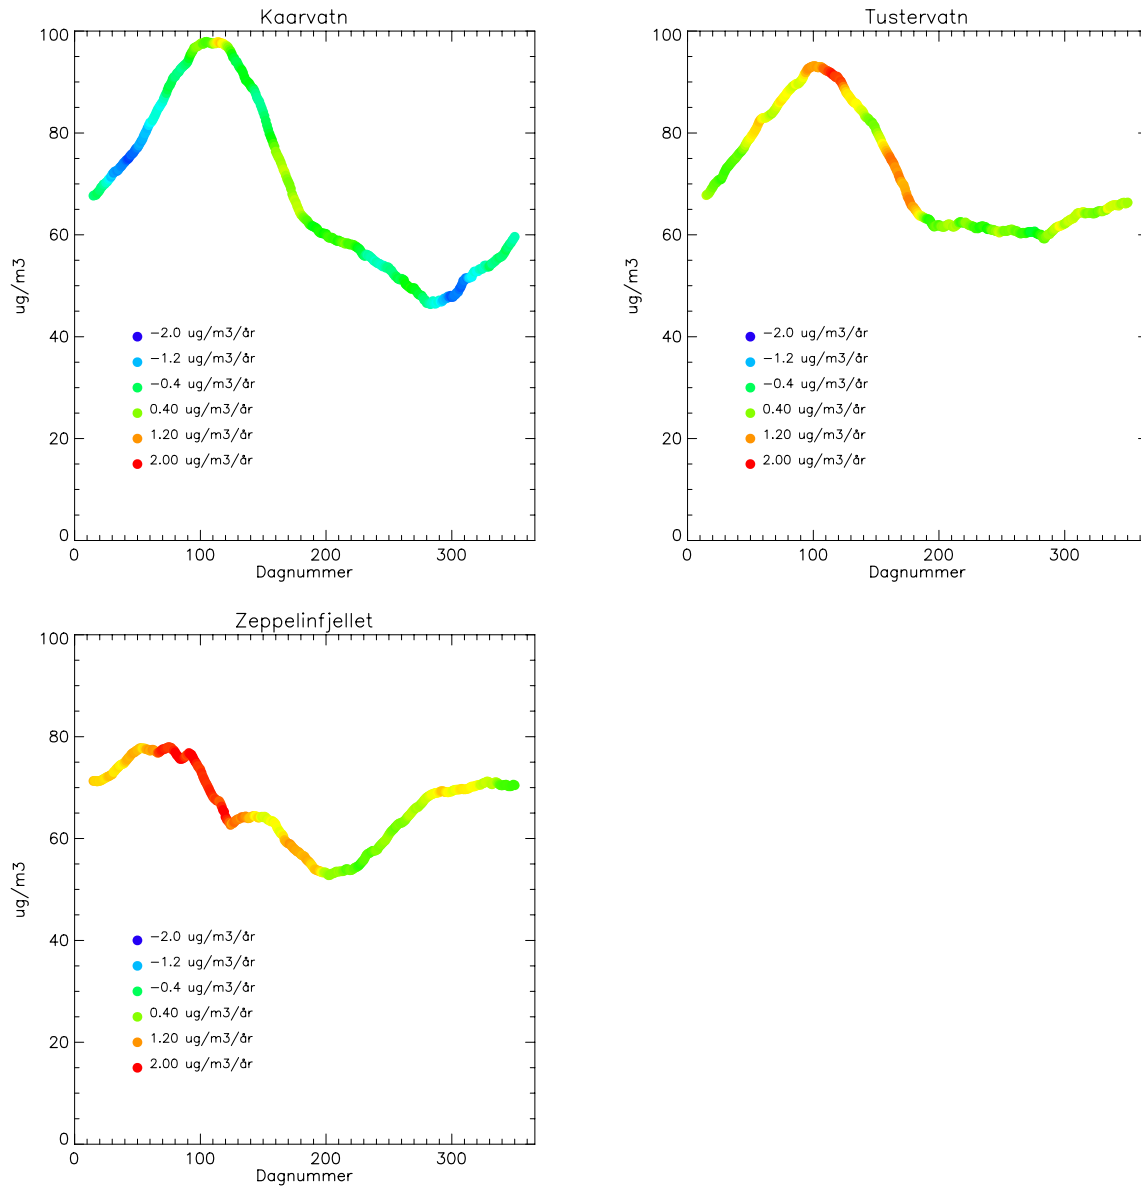 Kaarvatn
100
80
60
40
20
0
ug/m3
−2.0 ug/m3/år
−1.2 ug/m3/år
−0.4 ug/m3/år
0.40 ug/m3/år
1.20 ug/m3/år
2.00 ug/m3/år
0 100 200 300
Dagnummer
Tustervatn
100
80
60
40
20
0
ug/m3
−2.0 ug/m3/år
−1.2 ug/m3/år
−0.4 ug/m3/år
0.40 ug/m3/år
1.20 ug/m3/år
2.00 ug/m3/år
0 100 200 300
Dagnummer
Zeppelinfjellet
100
80
60
40
20
0
ug/m3
−2.0 ug/m3/år
−1.2 ug/m3/år
−0.4 ug/m3/år
0.40 ug/m3/år
1.20 ug/m3/år
2.00 ug/m3/år
0 100 200 300
Dagnummer